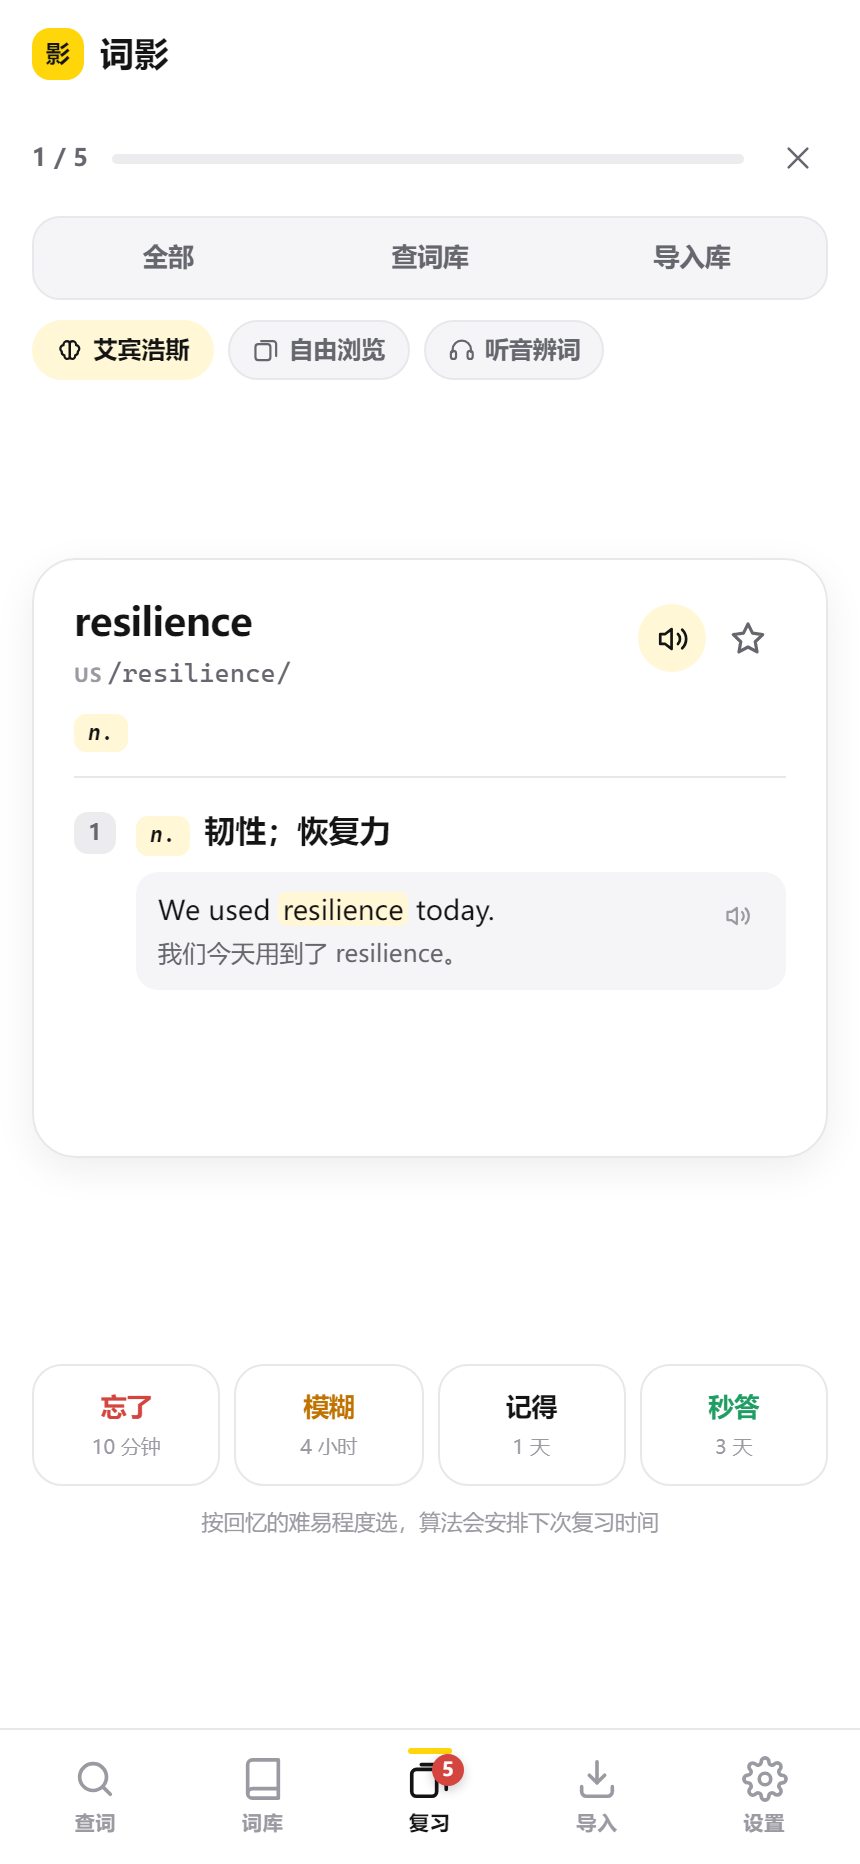 影 词影
1 / 5
全部 查词库 导入库
艾宾浩斯 自由浏览 听音辨词
resilience
US /resilience/
n.
1 n. 韧性；恢复力
We used resilience today.
我们今天用到了 resilience。
忘了 模糊 记得 秒答
10 分钟 4 小时 1 天 3 天
按回忆的难易程度选，算法会安排下次复习时间
5
查词 词库 复习 导入 设置